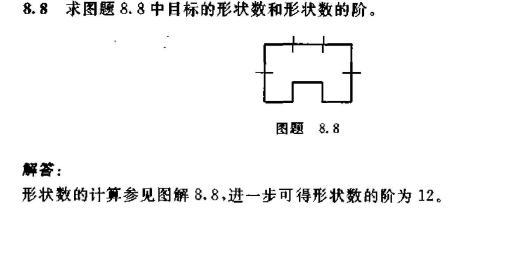 8.8 求图题 8.8 中目标的形状数和形状数的阶。
图题 8.8
解答：
形状数的计算参见图解 8.8,进一步可得形状数的阶为 12。